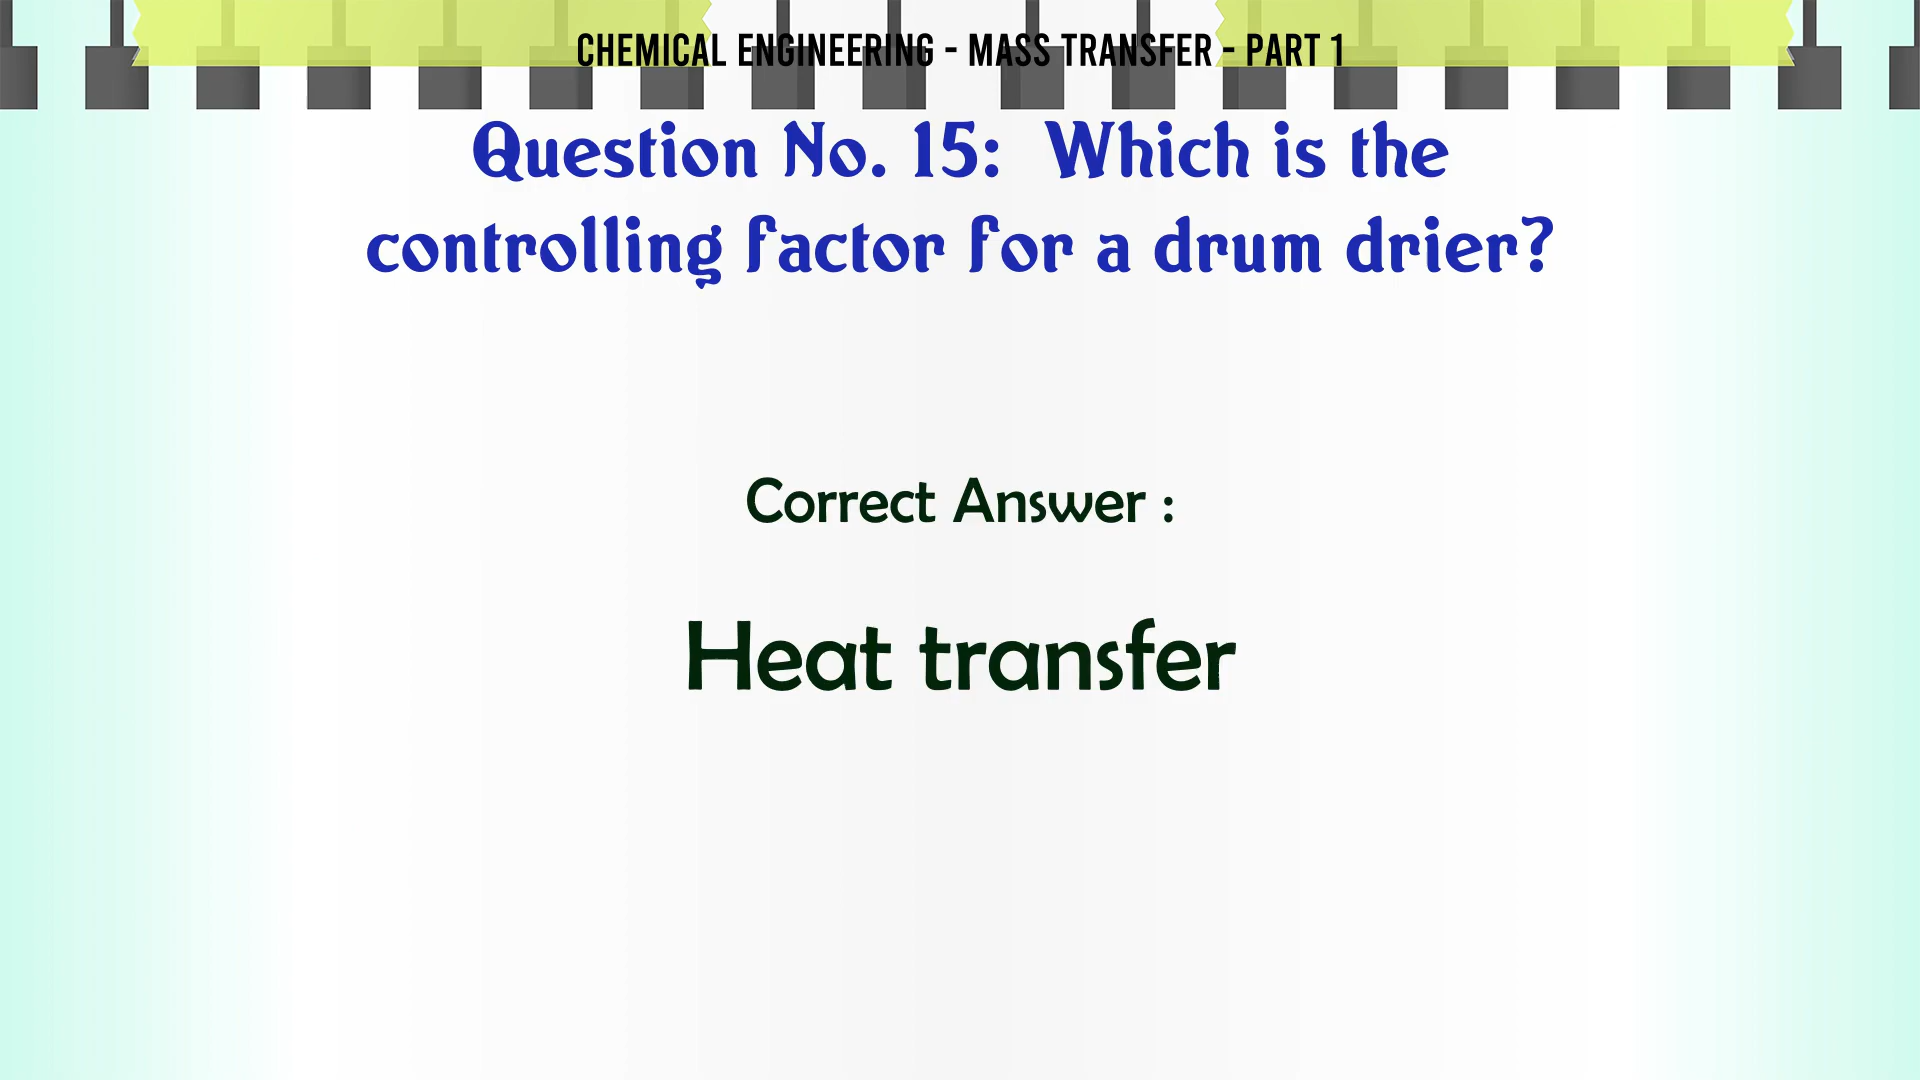 CHEMICAL ENGINEERING - MASS TRANSFER - PART 1
Question No. 15: Which is the
controlling factor for a drum drier?
Correct Answer :
Heat transfer